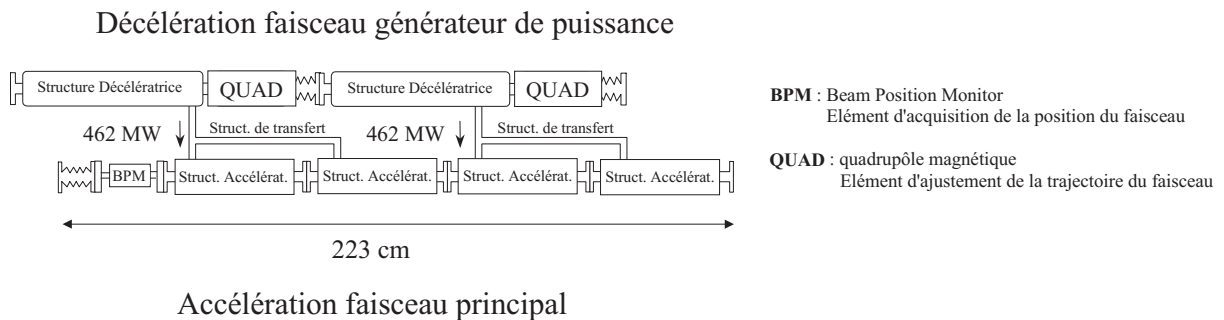 Décélération faisceau générateur de puissance
Structure Décélératrice QUAD Structure Décélératrice QUAD
462 MW Struct. de transfert 462 MW Struct. de transfert
BPM Struct. Accélérat. Struct. Accélérat. Struct. Accélérat. Struct. Accélérat.
223 cm
Accélération faisceau principal
BPM : Beam Position Monitor
Elément d'acquisition de la position du faisceau
QUAD : quadrupôle magnétique
Elément d'ajustement de la trajectoire du faisceau